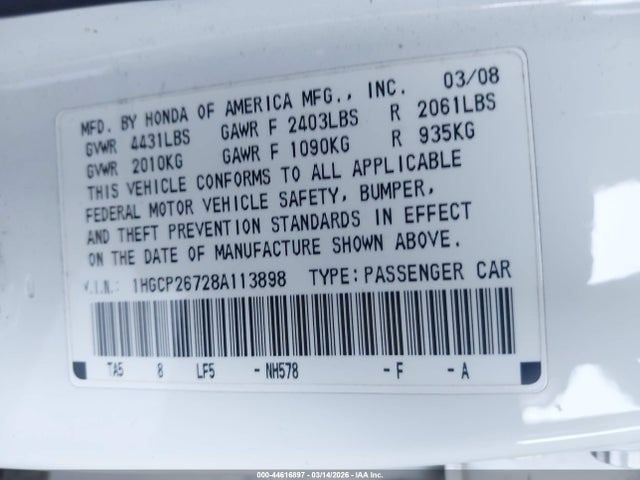 MFD. BY HONDA OF AMERICA MFG., INC. 03/08
GVWR 4431LBS GAWR F 2403LBS R 2061LBS
GVWR 2010KG GAWR F 1090KG R 935KG
THIS VEHICLE CONFORMS TO ALL APPLICABLE
FEDERAL MOTOR VEHICLE SAFETY, BUMPER,
AND THEFT PREVENTION STANDARDS IN EFFECT
ON THE DATE OF MANUFACTURE SHOWN ABOVE.
V.I.N.: 1HGCP26728A113898 TYPE: PASSENGER CAR
TA5 8 LF5 - NH578 - F - A
000-44616897 - 03/14/2026 - IAA Inc.